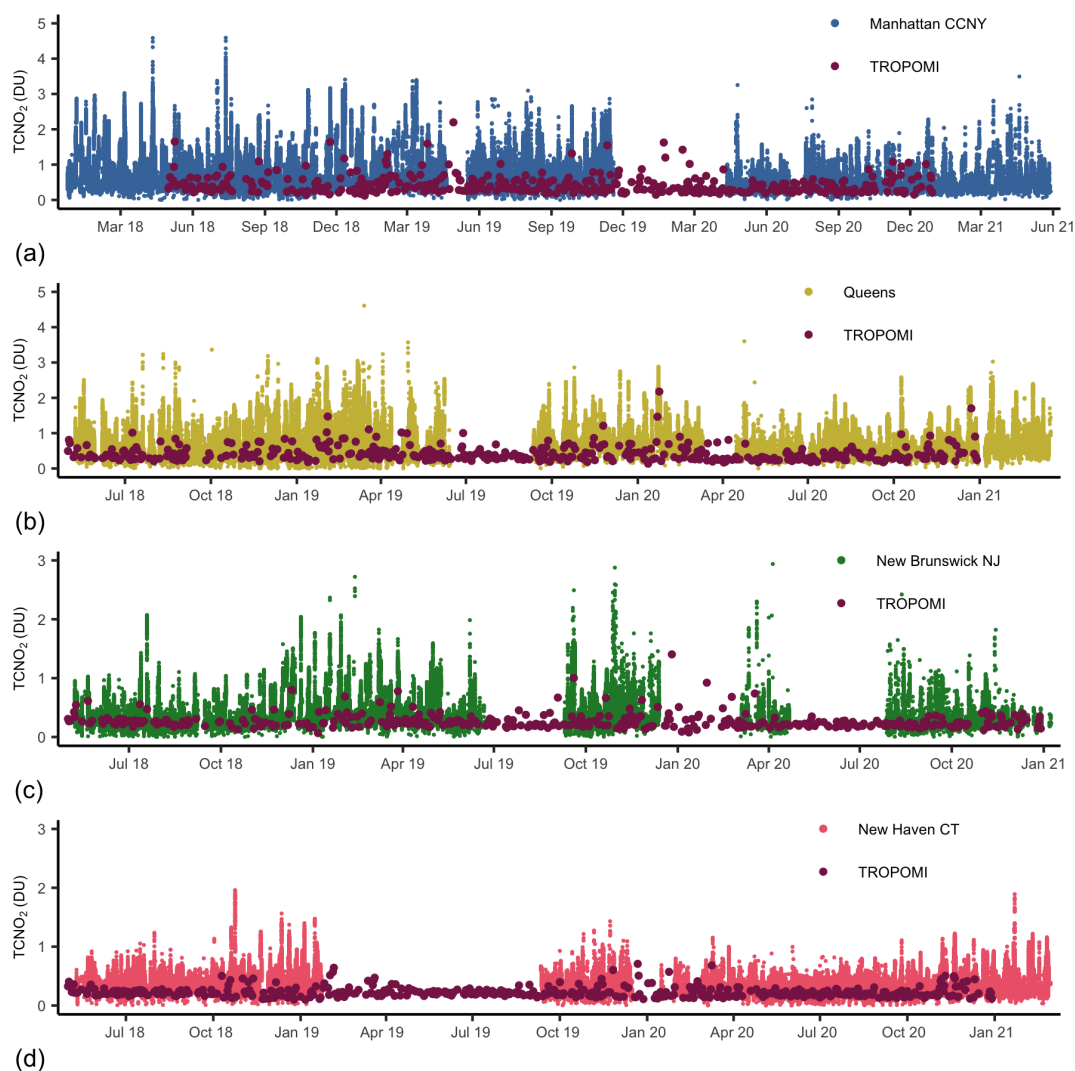 5
4
3
2
1
0
TCNO₂ (DU)
Manhattan CCNY
TROPOMI
Mar 18 Jun 18 Sep 18 Dec 18 Mar 19 Jun 19 Sep 19 Dec 19 Mar 20 Jun 20 Sep 20 Dec 20 Mar 21 Jun 21
(a)
5
4
3
2
1
0
TCNO₂ (DU)
Queens
TROPOMI
Jul 18 Oct 18 Jan 19 Apr 19 Jul 19 Oct 19 Jan 20 Apr 20 Jul 20 Oct 20 Jan 21
(b)
3
2
1
0
TCNO₂ (DU)
New Brunswick NJ
TROPOMI
Jul 18 Oct 18 Jan 19 Apr 19 Jul 19 Oct 19 Jan 20 Apr 20 Jul 20 Oct 20 Jan 21
(c)
3
2
1
0
TCNO₂ (DU)
New Haven CT
TROPOMI
Jul 18 Oct 18 Jan 19 Apr 19 Jul 19 Oct 19 Jan 20 Apr 20 Jul 20 Oct 20 Jan 21
(d)